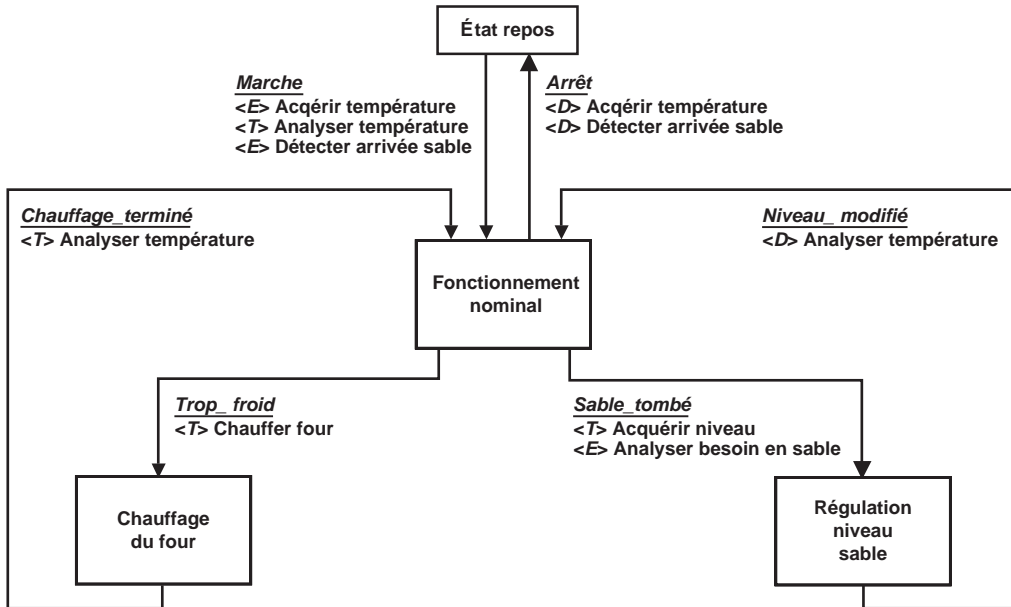 État repos
Marche
<E> Acqérir température
<T> Analyser température
<E> Détecter arrivée sable
Arrêt
<D> Acqérir température
<D> Détecter arrivée sable
Chauffage_terminé
<T> Analyser température
Niveau_ modifié
<D> Analyser température
Fonctionnement
nominal
Trop_ froid
<T> Chauffer four
Sable_tombé
<T> Acquérir niveau
<E> Analyser besoin en sable
Chauffage
du four
Régulation
niveau
sable